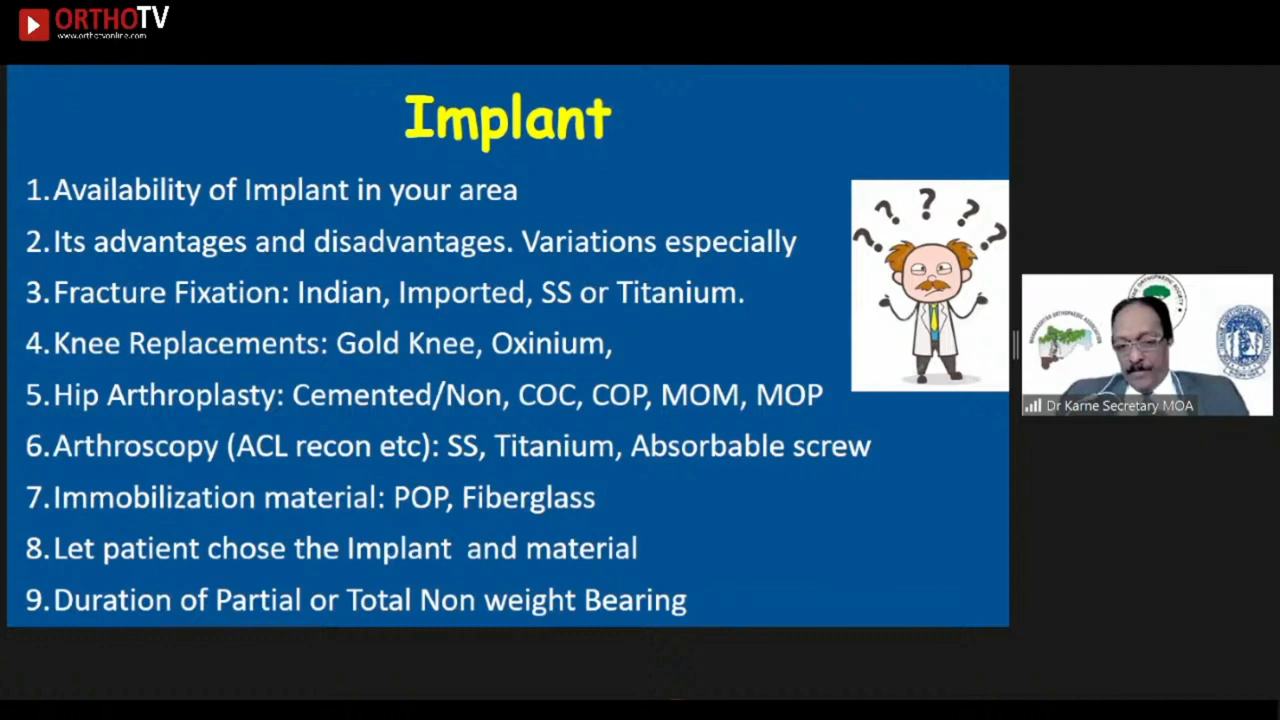 ORTHOTV
www.orthotvonline.com
Implant
1.Availability of Implant in your area
2.Its advantages and disadvantages. Variations especially
3.Fracture Fixation: Indian, Imported, SS or Titanium.
4.Knee Replacements: Gold Knee, Oxinium,
5.Hip Arthroplasty: Cemented/Non, COC, COP, MOM, MOP
6.Arthroscopy (ACL recon etc): SS, Titanium, Absorbable screw
7.Immobilization material: POP, Fiberglass
8.Let patient chose the Implant and material
9.Duration of Partial or Total Non weight Bearing
? ? ? ? ?
ORTHOPAEDIC SOCIETY
ORTHOPAEDIC ASSOCIATION
Dr Karne Secretary MOA